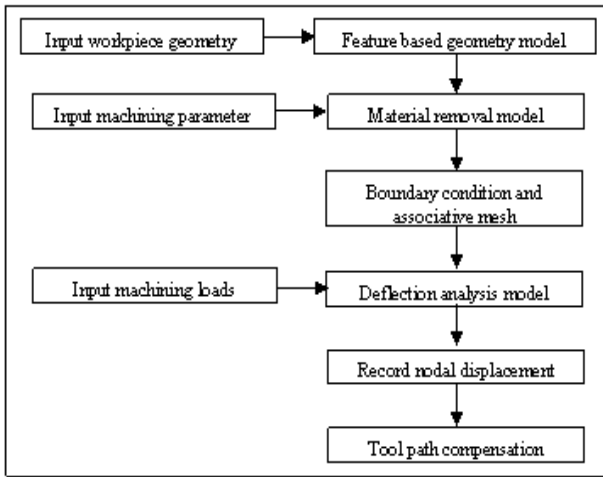 Input workpiece geometry
Feature based geometry model
Input machining parameter
Material removal model
Boundary condition and
associative mesh
Input machining loads
Deflection analysis model
Record nodal displacement
Tool path compensation